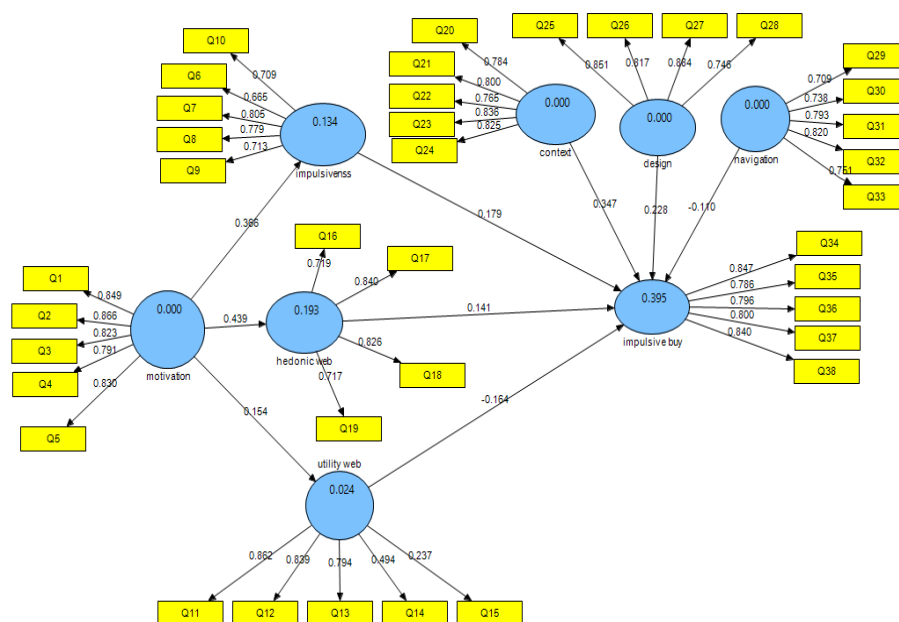 Q10
0.709
Q6
0.665
Q7
0.805
Q8
0.779
Q9
0.713
0.134
impulsivenss
Q20
0.784
Q21
0.800
Q22
0.765
Q23
0.836
Q24
0.825
0.000
context
Q25
0.851
Q26
0.817
Q27
0.864
Q28
0.746
0.000
design
Q29
0.709
Q30
0.738
Q31
0.793
Q32
0.820
Q33
0.751
0.000
navigation
0.366
0.179
0.347
0.228
-0.110
Q1
0.849
Q2
0.866
Q3
0.823
Q4
0.791
Q5
0.830
0.000
motivation
0.439
Q16
0.719
Q17
0.840
Q18
0.826
Q19
0.717
0.193
hedonic web
0.141
Q34
0.847
Q35
0.786
Q36
0.796
Q37
0.800
Q38
0.840
0.395
impulsive buy
0.154
-0.164
utility web
0.024
0.862
0.839
0.794
0.494
0.237
Q11
Q12
Q13
Q14
Q15